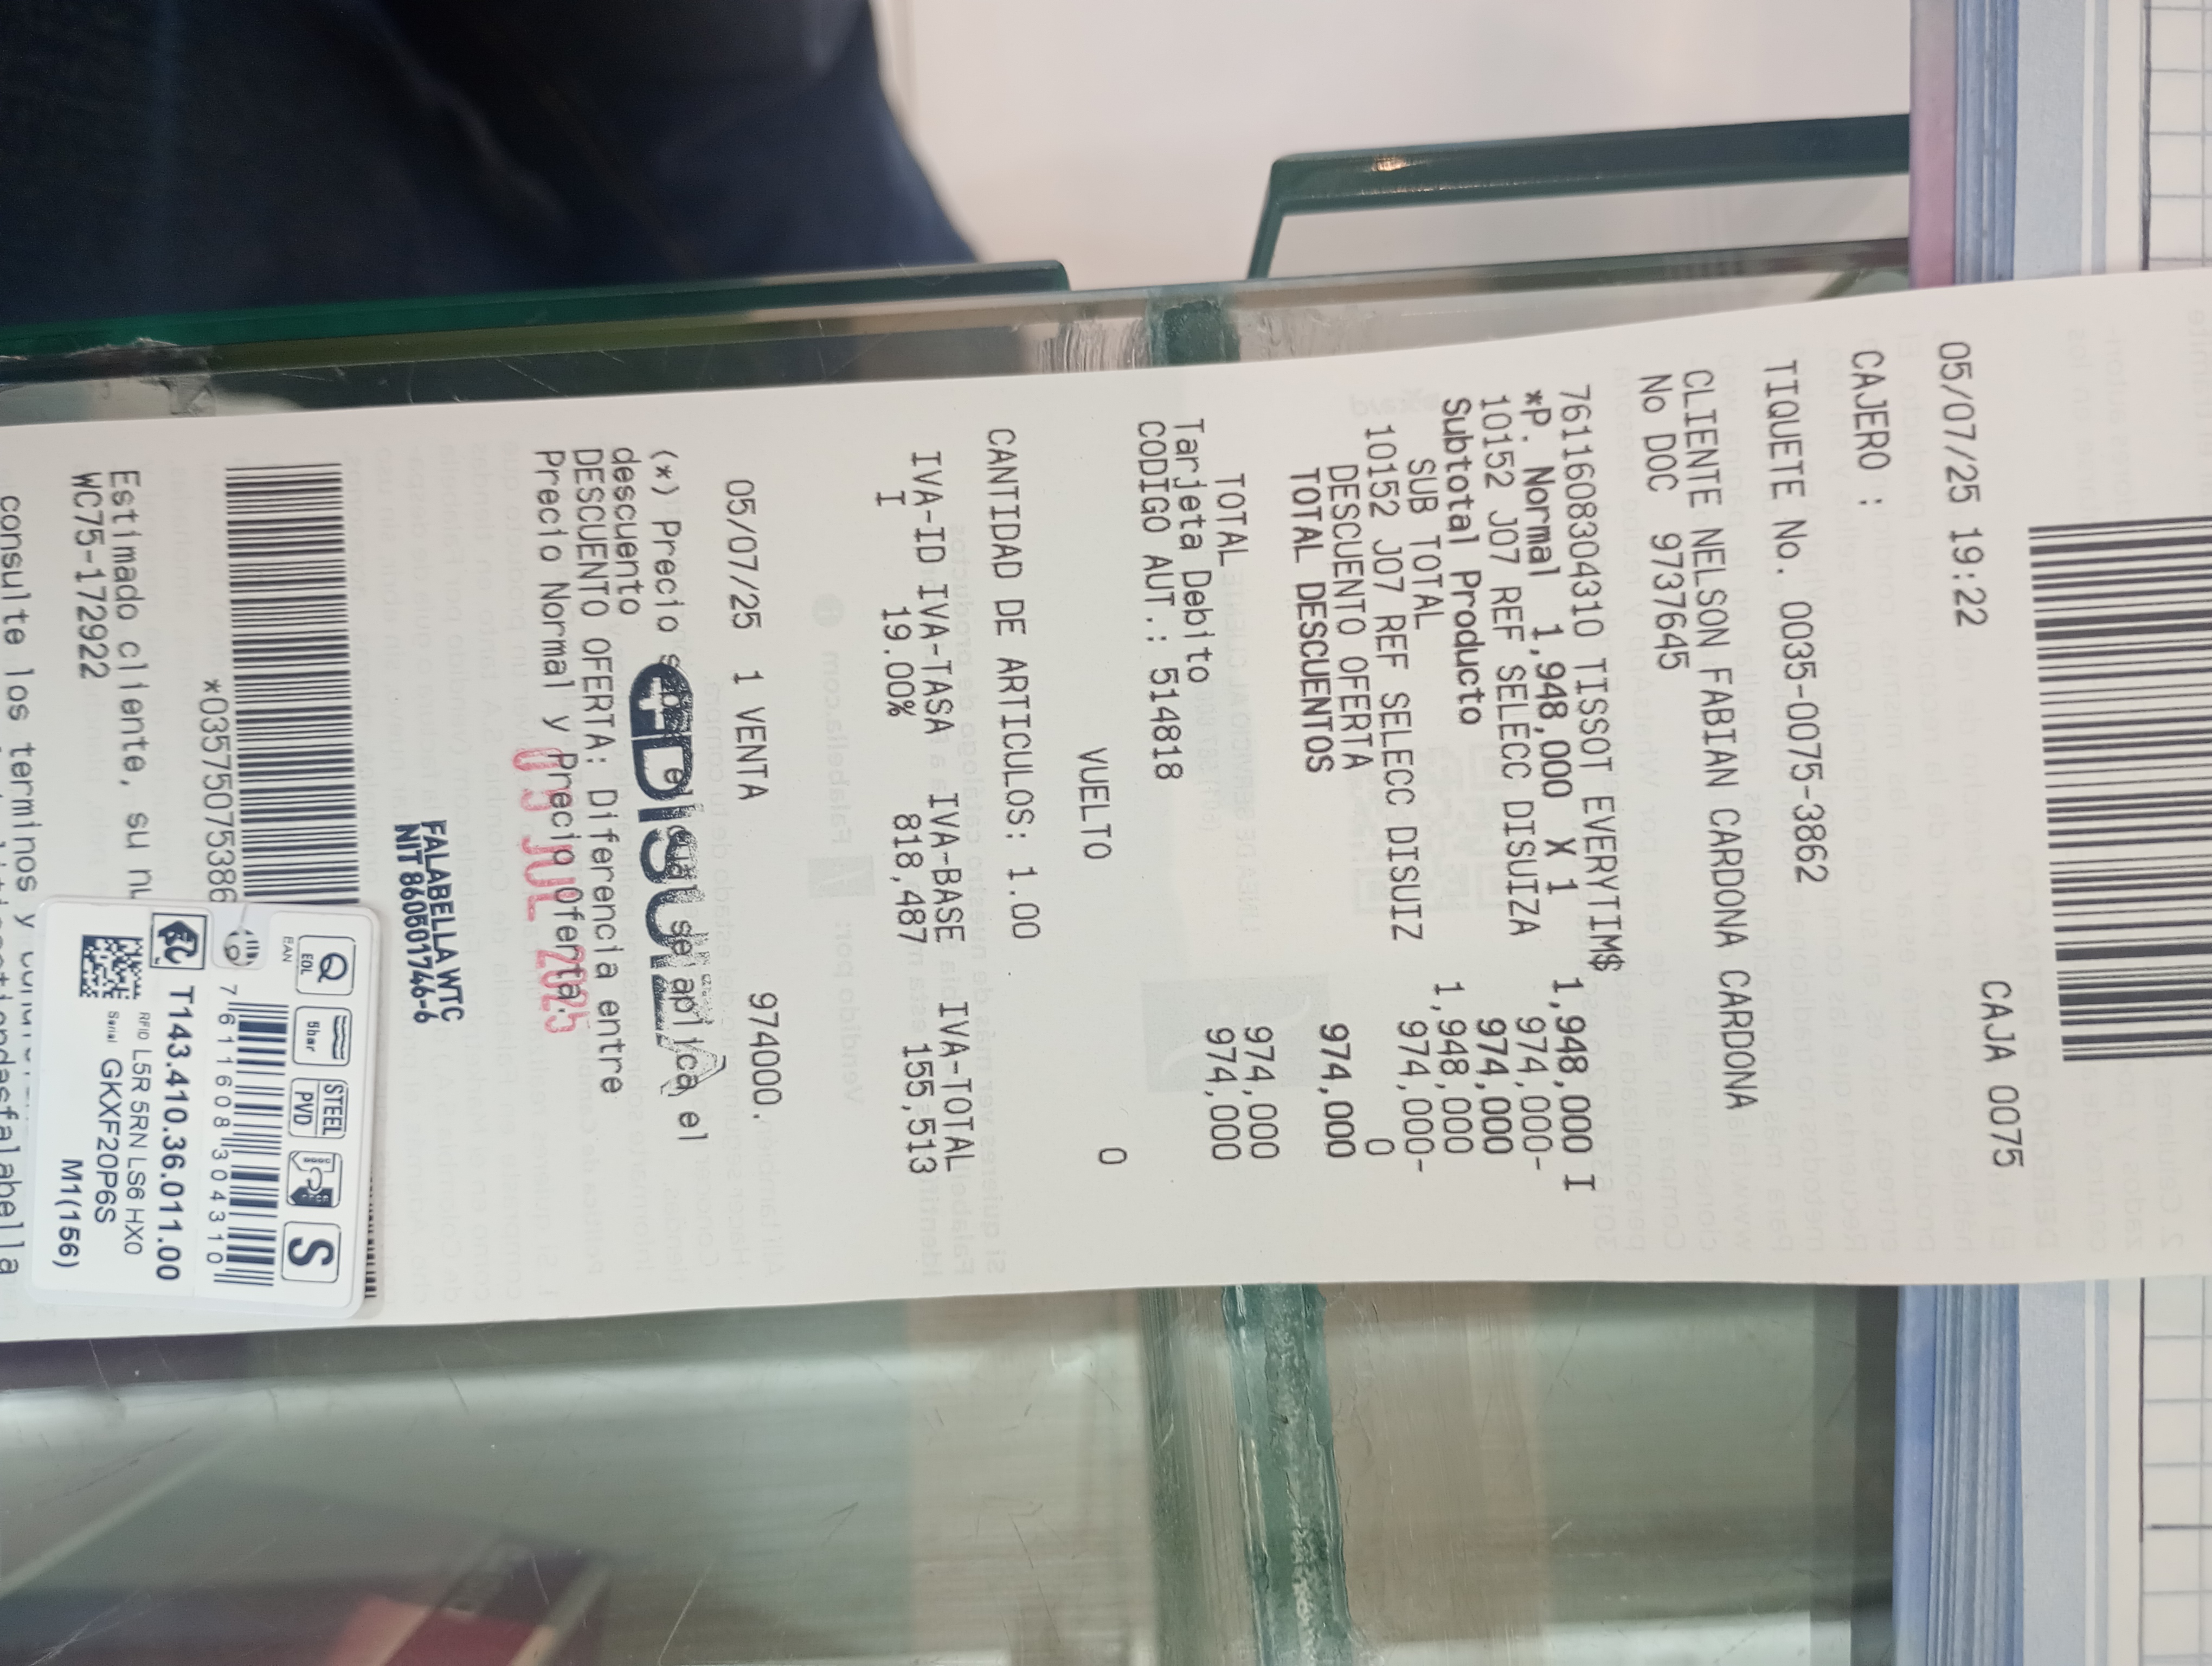 05/07/25 19:22 CAJA 0075
CAJERO :
TIQUETE No. 0035-0075-3862
CLIENTE NELSON FABIAN CARDONA CARDONA
No DOC 9737645
7611608304310 TISSOT EVERYTIM$ 1,948,000 I
*P. Normal 1,948,000 X 1 974,000-
10152 J07 REF SELECC DISUIZA 974,000
Subtotal Producto 1,948,000
SUB TOTAL 974,000-
10152 J07 REF SELECC DISUIZ 0
DESCUENTO OFERTA
TOTAL DESCUENTOS 974,000
TOTAL 974,000
Tarjeta Debito 974,000
CODIGO AUT.: 514818
VUELTO 0
CANTIDAD DE ARTICULOS: 1.00
IVA-ID IVA-TASA IVA-BASE IVA-TOTAL
I 19.00% 818,487 155,513
05/07/25 1 VENTA 974000.
(*) Precio sobre el cual se aplica el
descuento
DISUIZA
DESCUENTO OFERTA: Diferencia entre
Precio Normal y Precio Oferta.
05 JUL 2025
FALABELLA WTC
NIT 860501746-6
*03575075386
Estimado cliente, su nu
WC75-172922
consulte los terminos y
falabella
Q
EOL
5bar
STEEL
PVD
S
EAN
7 611608 304310
T143.410.36.011.00
RFID L5R 5RN LS6 HX0
Serial GKXF20P6S
M1(156)